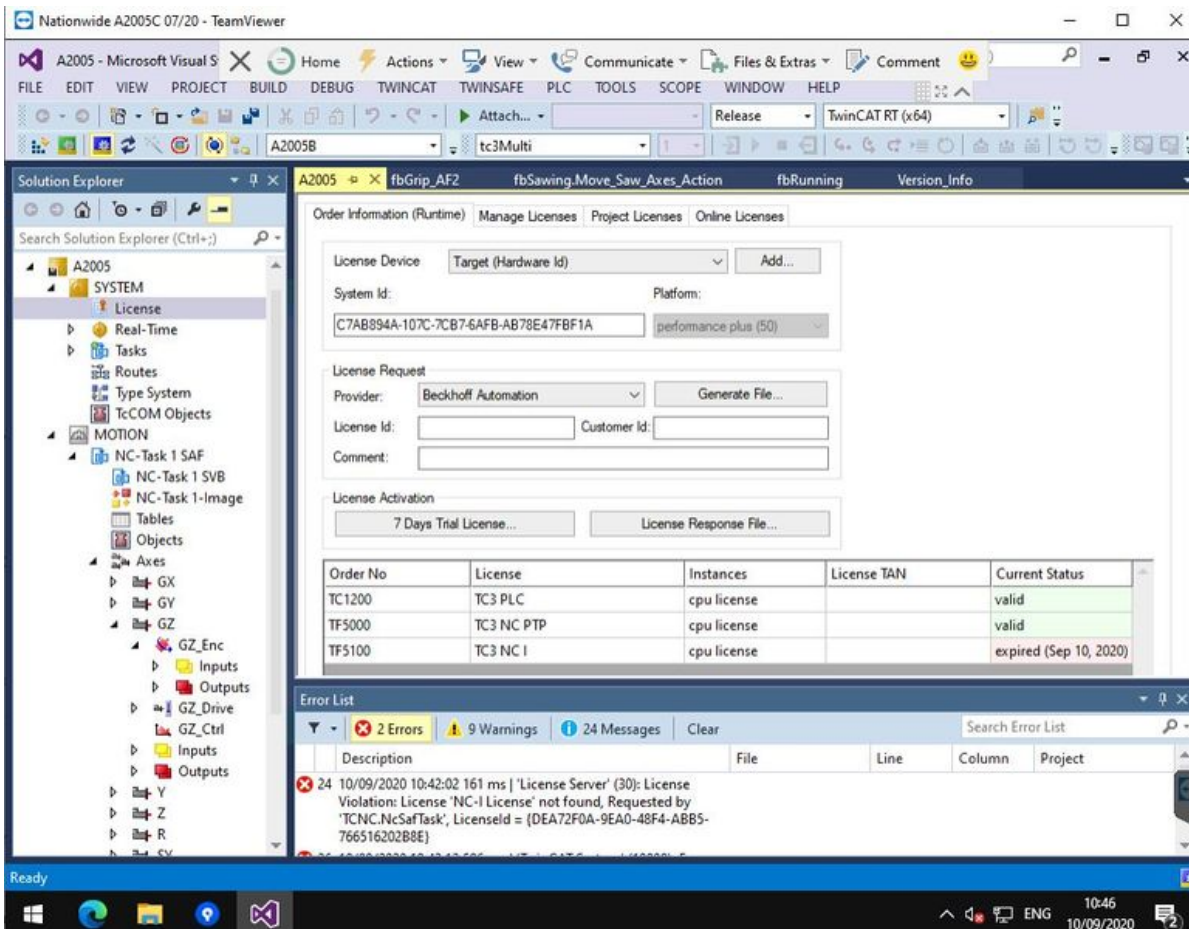 Nationwide A2005C 07/20 - TeamViewer
A2005 - Microsoft Visual S
Home Actions View Communicate Files & Extras Comment
FILE EDIT VIEW PROJECT BUILD DEBUG TWINCAT TWINSAFE PLC TOOLS SCOPE WINDOW HELP
Attach... Release TwinCAT RT (x64)
A2005B tc3Multi 1
Solution Explorer
Search Solution Explorer (Ctrl+;)
A2005
SYSTEM
License
Real-Time
Tasks
Routes
Type System
TcCOM Objects
MOTION
NC-Task 1 SAF
NC-Task 1 SVB
NC-Task 1-Image
Tables
Objects
Axes
GX
GY
GZ
GZ_Enc
Inputs
Outputs
GZ_Drive
GZ_Ctrl
Inputs
Outputs
Y
Z
R
A2005 fbGrip_AF2 fbSawing.Move_Saw_Axes_Action fbRunning Version_Info
Order Information (Runtime) Manage Licenses Project Licenses Online Licenses
License Device Target (Hardware Id) Add...
System Id: Platform:
C7AB894A-107C-7CB7-6AFB-AB78E47FBF1A performance plus (50)
License Request
Provider: Beckhoff Automation Generate File...
License Id: Customer Id:
Comment:
License Activation
7 Days Trial License... License Response File...
Order No License Instances License TAN Current Status
TC1200 TC3 PLC cpu license valid
TF5000 TC3 NC PTP cpu license valid
TF5100 TC3 NC I cpu license expired (Sep 10, 2020)
Error List
2 Errors 9 Warnings 24 Messages Clear Search Error List
Description File Line Column Project
24 10/09/2020 10:42:02 161 ms | 'License Server' (30): License
Violation: License 'NC-I License' not found, Requested by
'TCNC.NcSafTask', LicenseId = {DEA72F0A-9EA0-48F4-ABB5-
766516202B8E}
Ready
ENG 10:46
10/09/2020 2